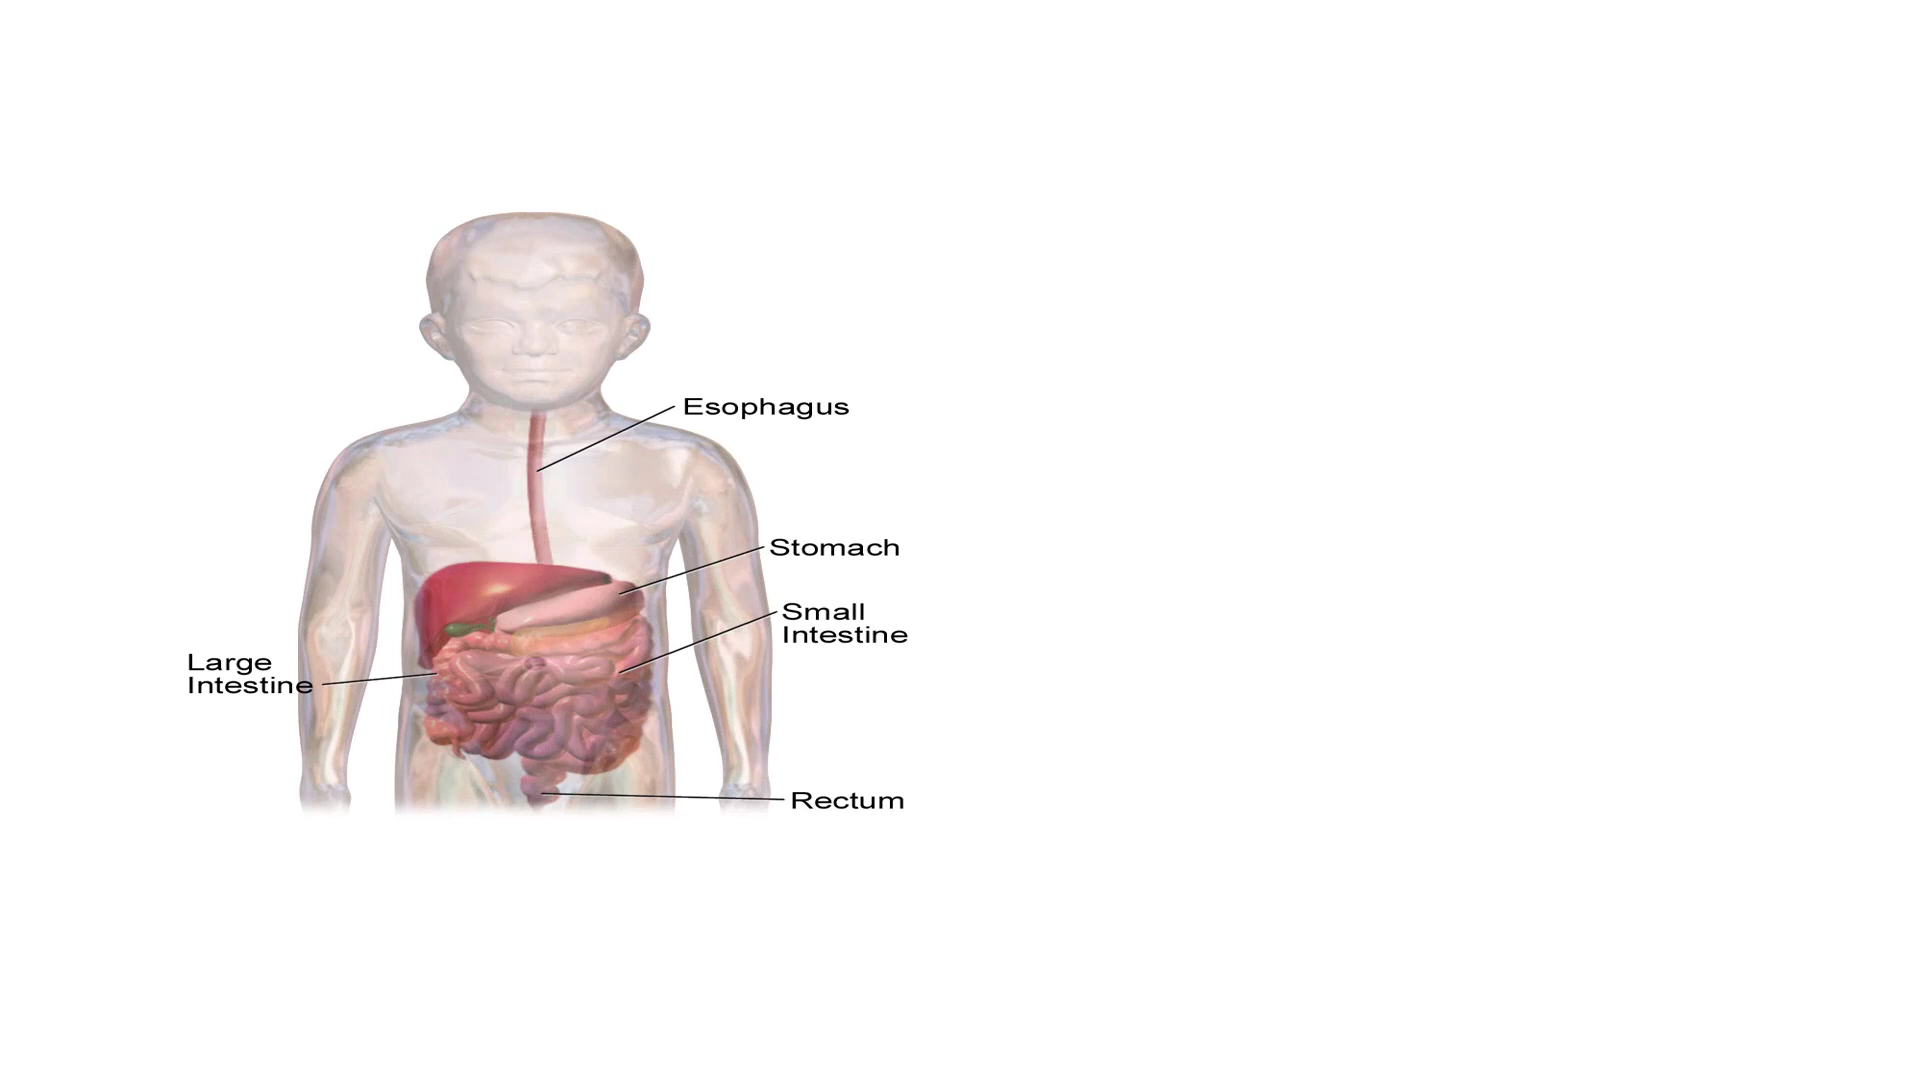 Esophagus
Stomach
Small
Intestine
Large
Intestine
Rectum